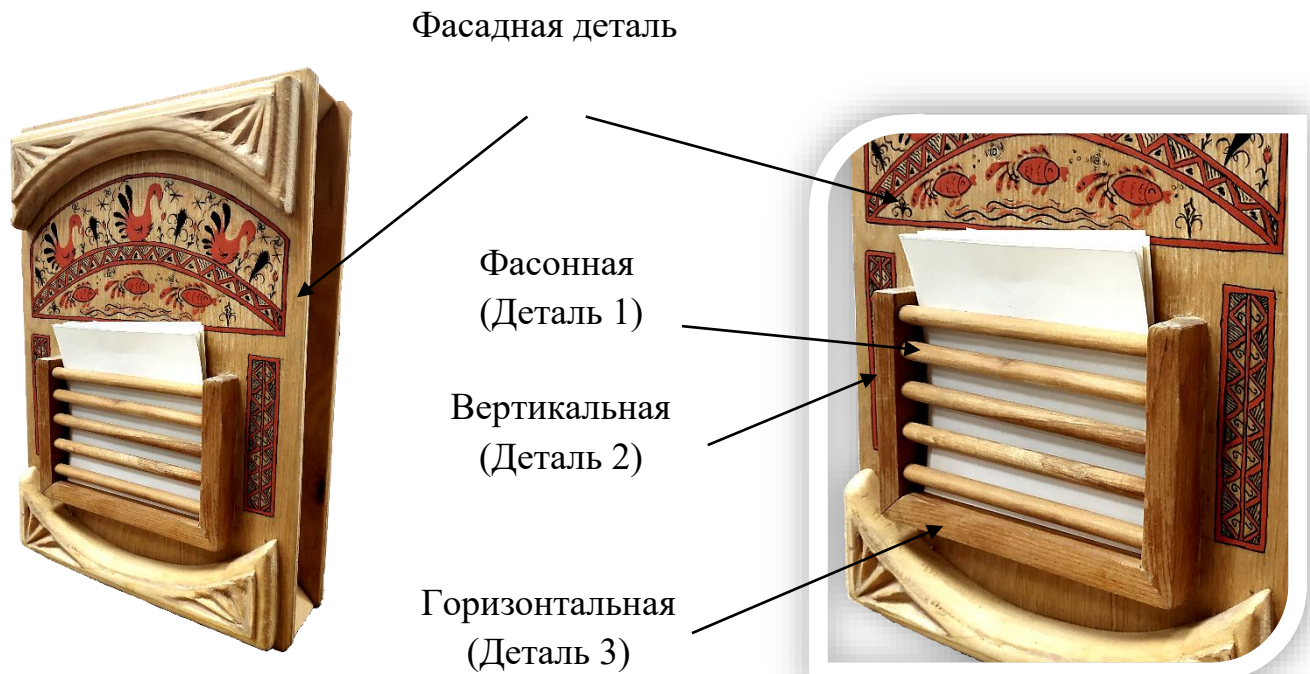 Фасадная деталь
Фасонная
(Деталь 1)
Вертикальная
(Деталь 2)
Горизонтальная
(Деталь 3)